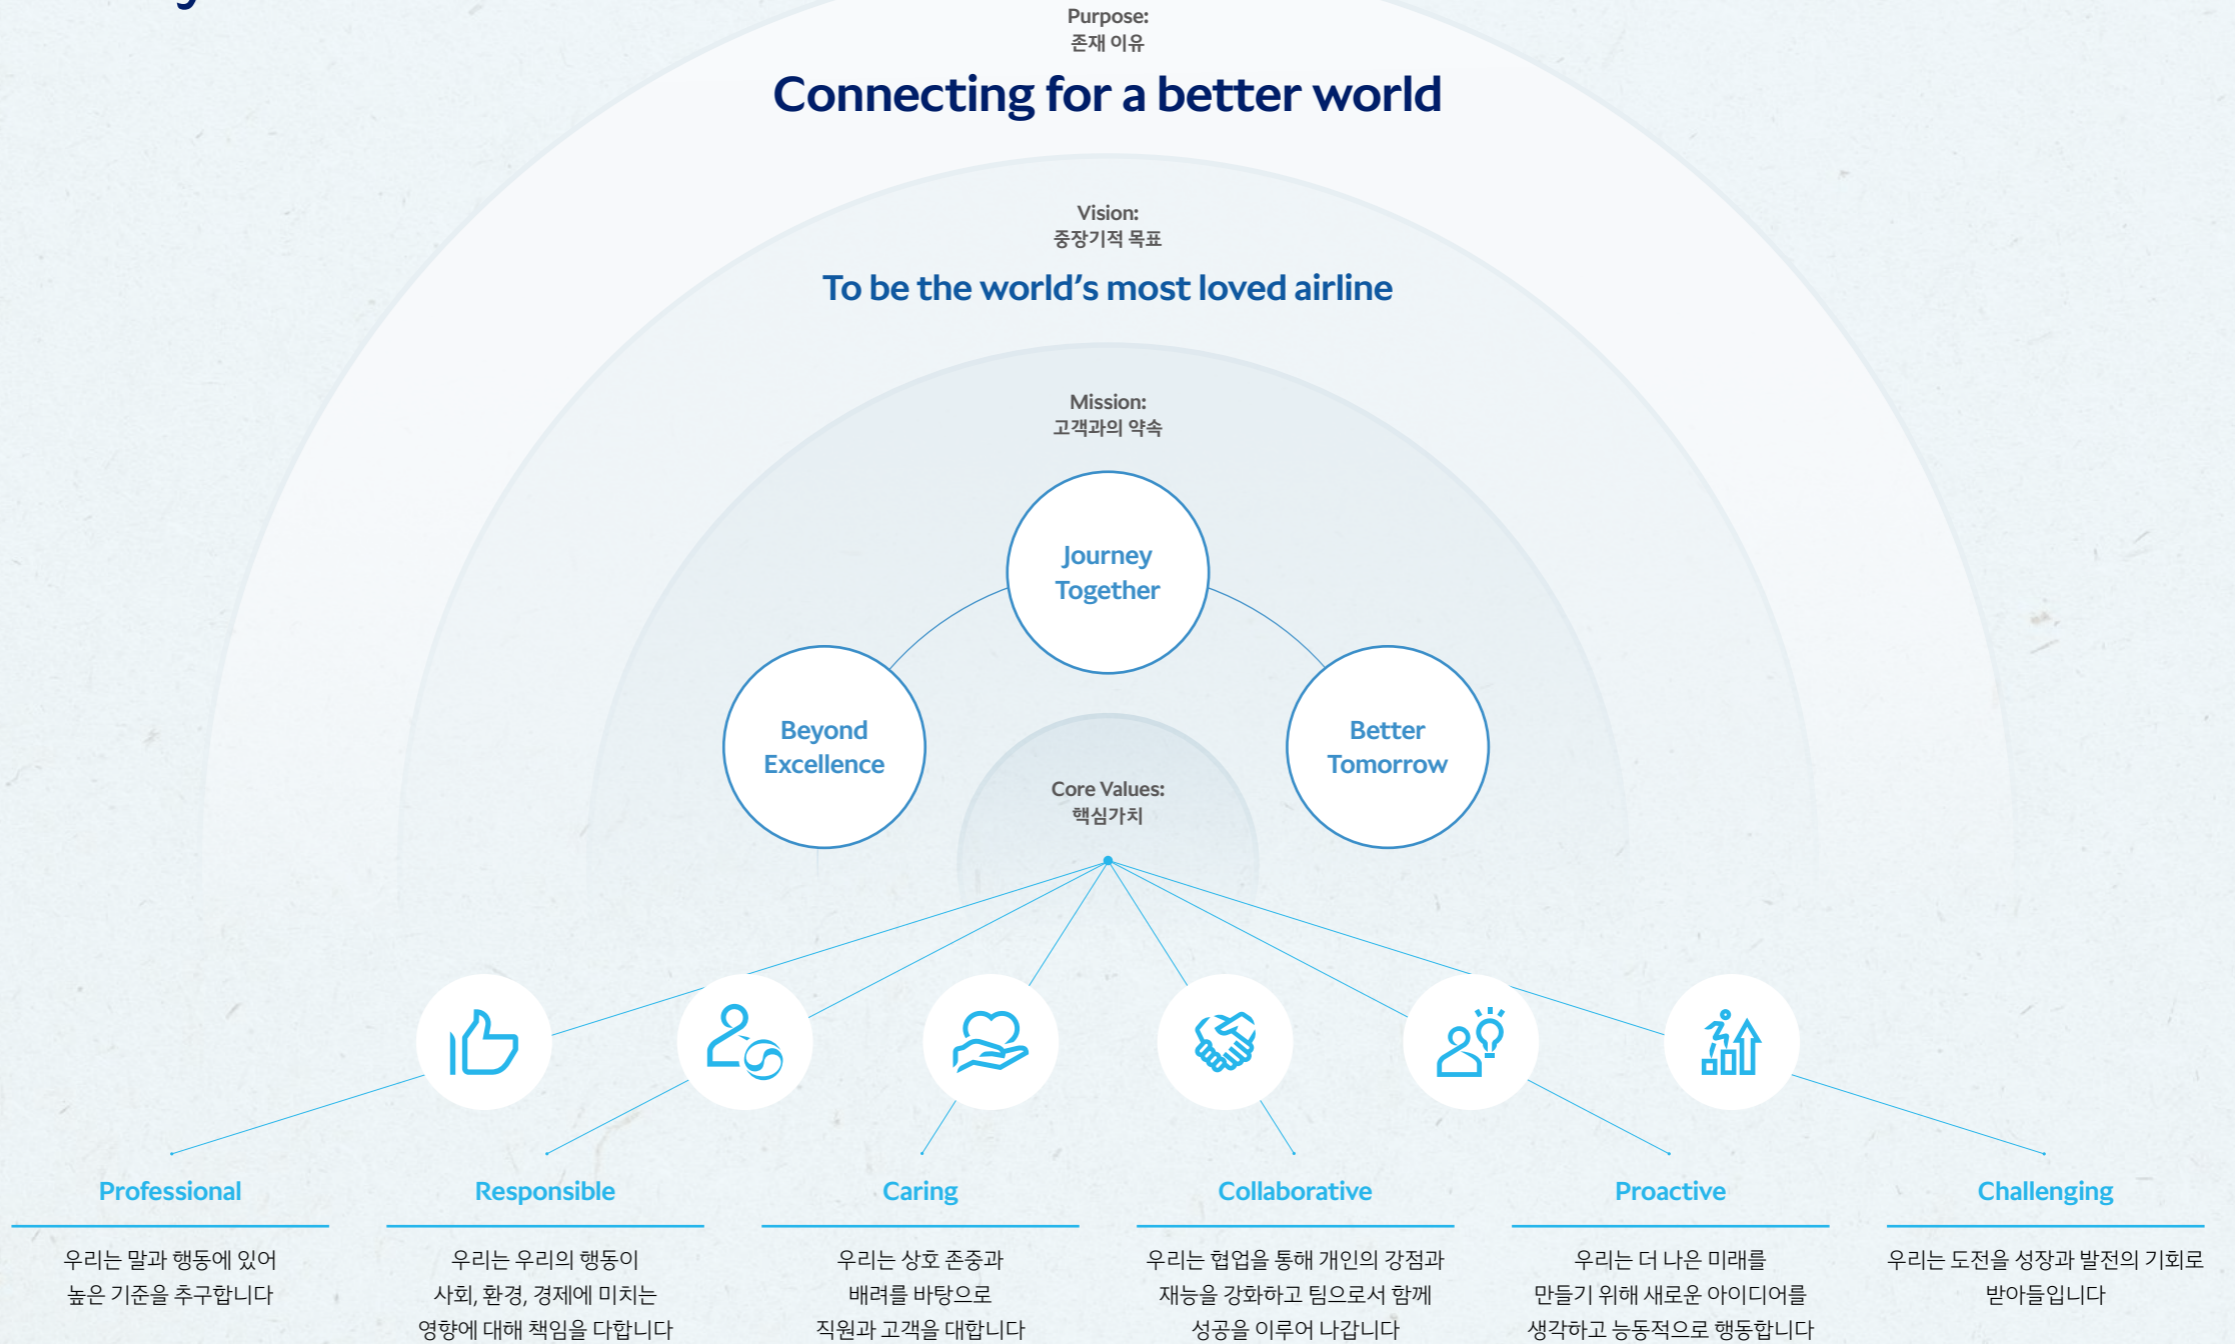 Purpose:
존재 이유
Connecting for a better world
Vision:
중장기적 목표
To be the world's most loved airline
Mission:
고객과의 약속
Journey
Together
Beyond
Excellence
Better
Tomorrow
Core Values:
핵심가치
Professional
우리는 말과 행동에 있어
높은 기준을 추구합니다
Responsible
우리는 우리의 행동이
사회, 환경, 경제에 미치는
영향에 대해 책임을 다합니다
Caring
우리는 상호 존중과
배려를 바탕으로
직원과 고객을 대합니다
Collaborative
우리는 협업을 통해 개인의 강점과
재능을 강화하고 팀으로서 함께
성공을 이루어 나갑니다
Proactive
우리는 더 나은 미래를
만들기 위해 새로운 아이디어를
생각하고 능동적으로 행동합니다
Challenging
우리는 도전을 성장과 발전의 기회로
받아들입니다